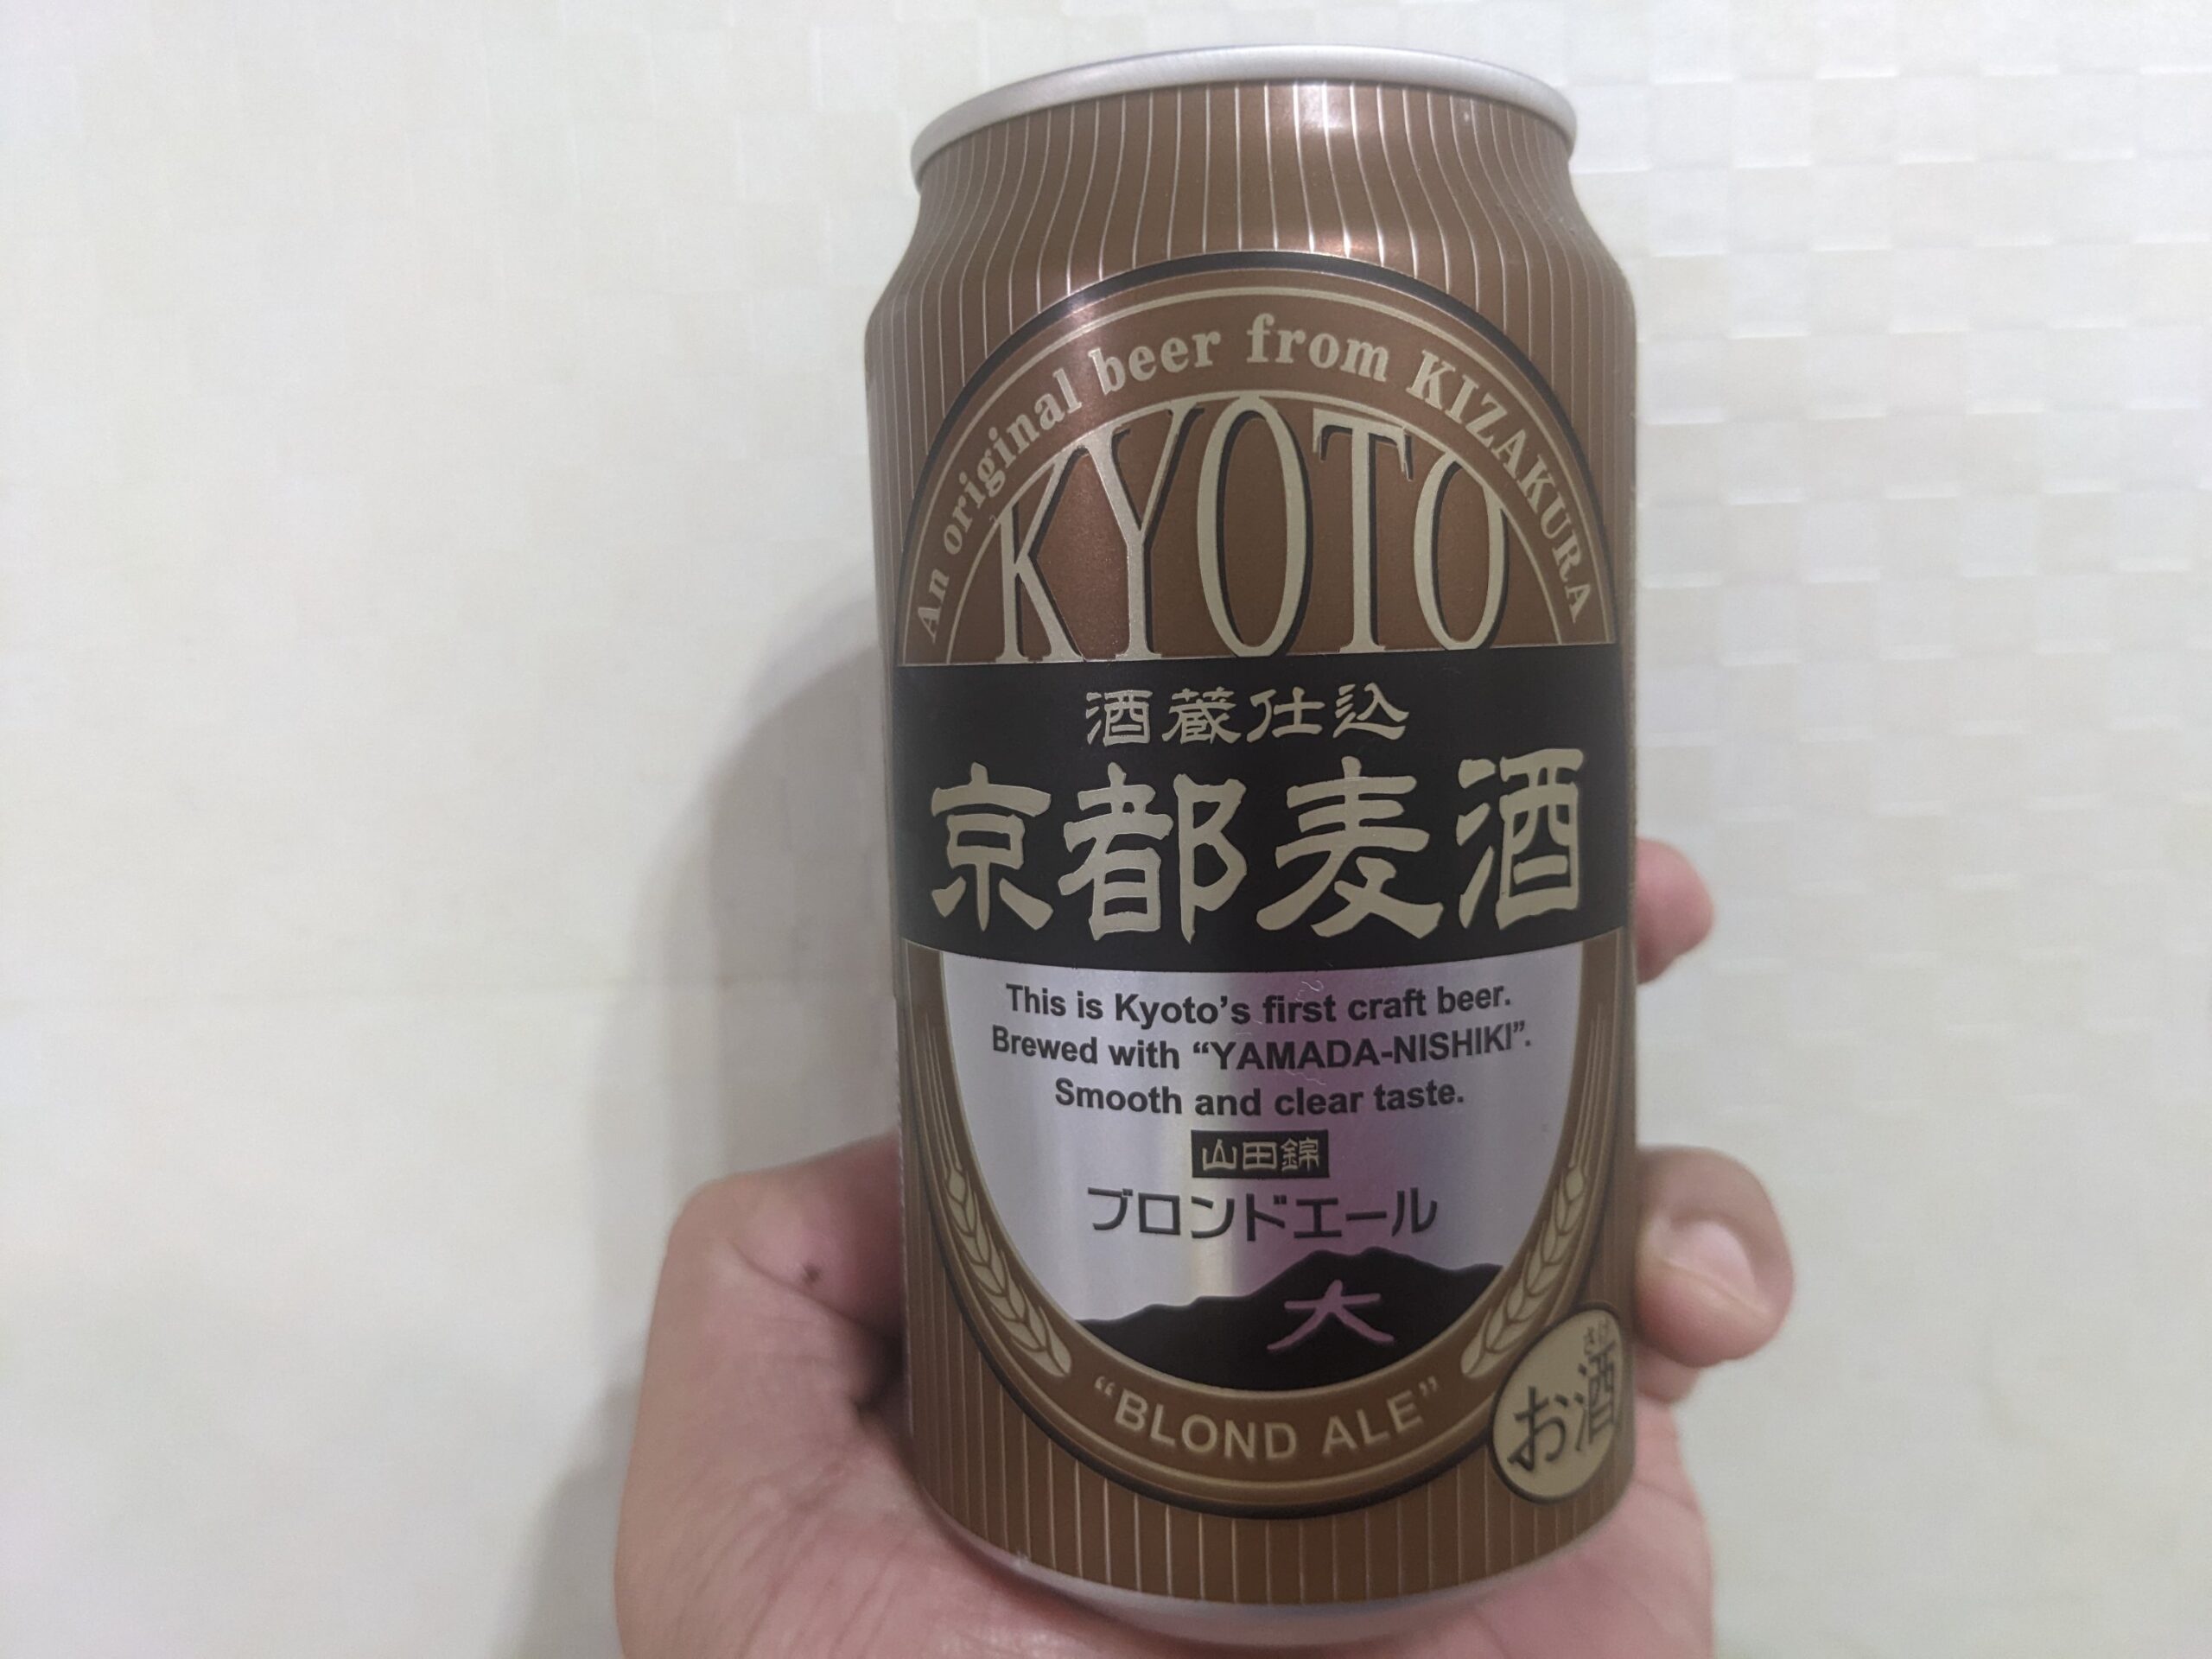 An original beer from KIZAKURA
KYOTO
酒蔵仕込
京都麦酒
This is Kyoto's first craft beer.
Brewed with “YAMADA-NISHIKI”.
Smooth and clear taste.
山田錦
ブロンドエール
大
“BLOND ALE”
さけ
お酒